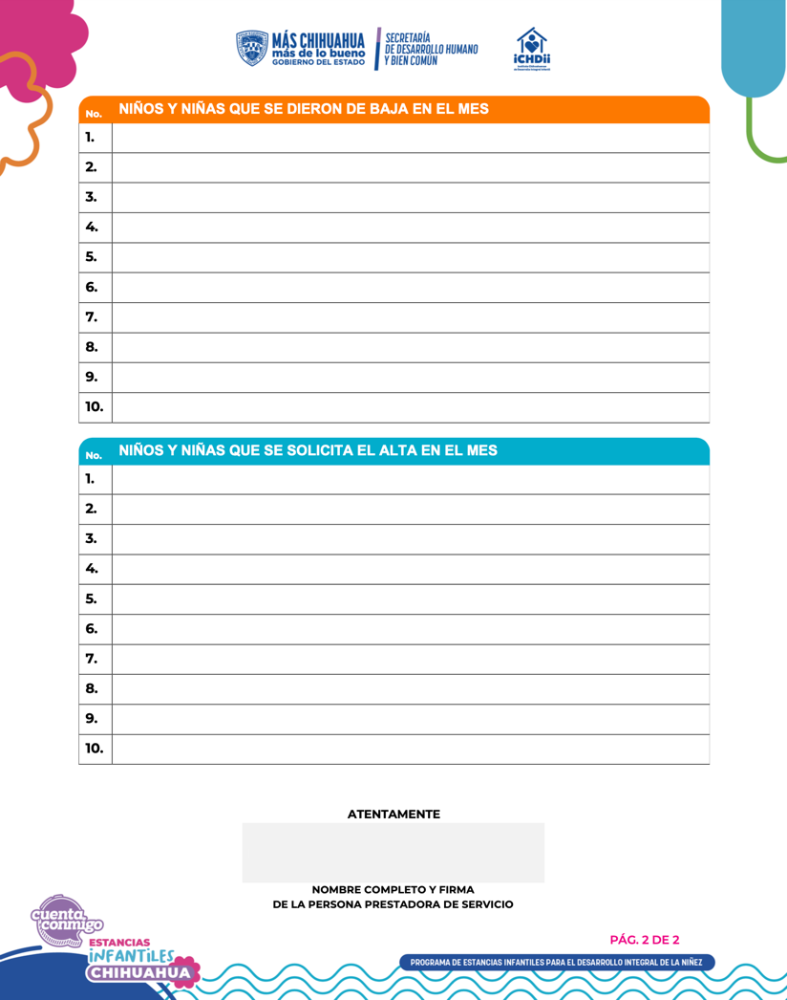 MÁS CHIHUAHUA
más de lo bueno
GOBIERNO DEL ESTADO
SECRETARÍA
DE DESARROLLO HUMANO
Y BIEN COMÚN
iCHDii
No. NIÑOS Y NIÑAS QUE SE DIERON DE BAJA EN EL MES
1.
2.
3.
4.
5.
6.
7.
8.
9.
10.
No. NIÑOS Y NIÑAS QUE SE SOLICITA EL ALTA EN EL MES
1.
2.
3.
4.
5.
6.
7.
8.
9.
10.
ATENTAMENTE
NOMBRE COMPLETO Y FIRMA
DE LA PERSONA PRESTADORA DE SERVICIO
cuenta
conmigo
ESTANCIAS
iNFANTiLES
CHIHUAHUA
PÁG. 2 DE 2
PROGRAMA DE ESTANCIAS INFANTILES PARA EL DESARROLLO INTEGRAL DE LA NIÑEZ